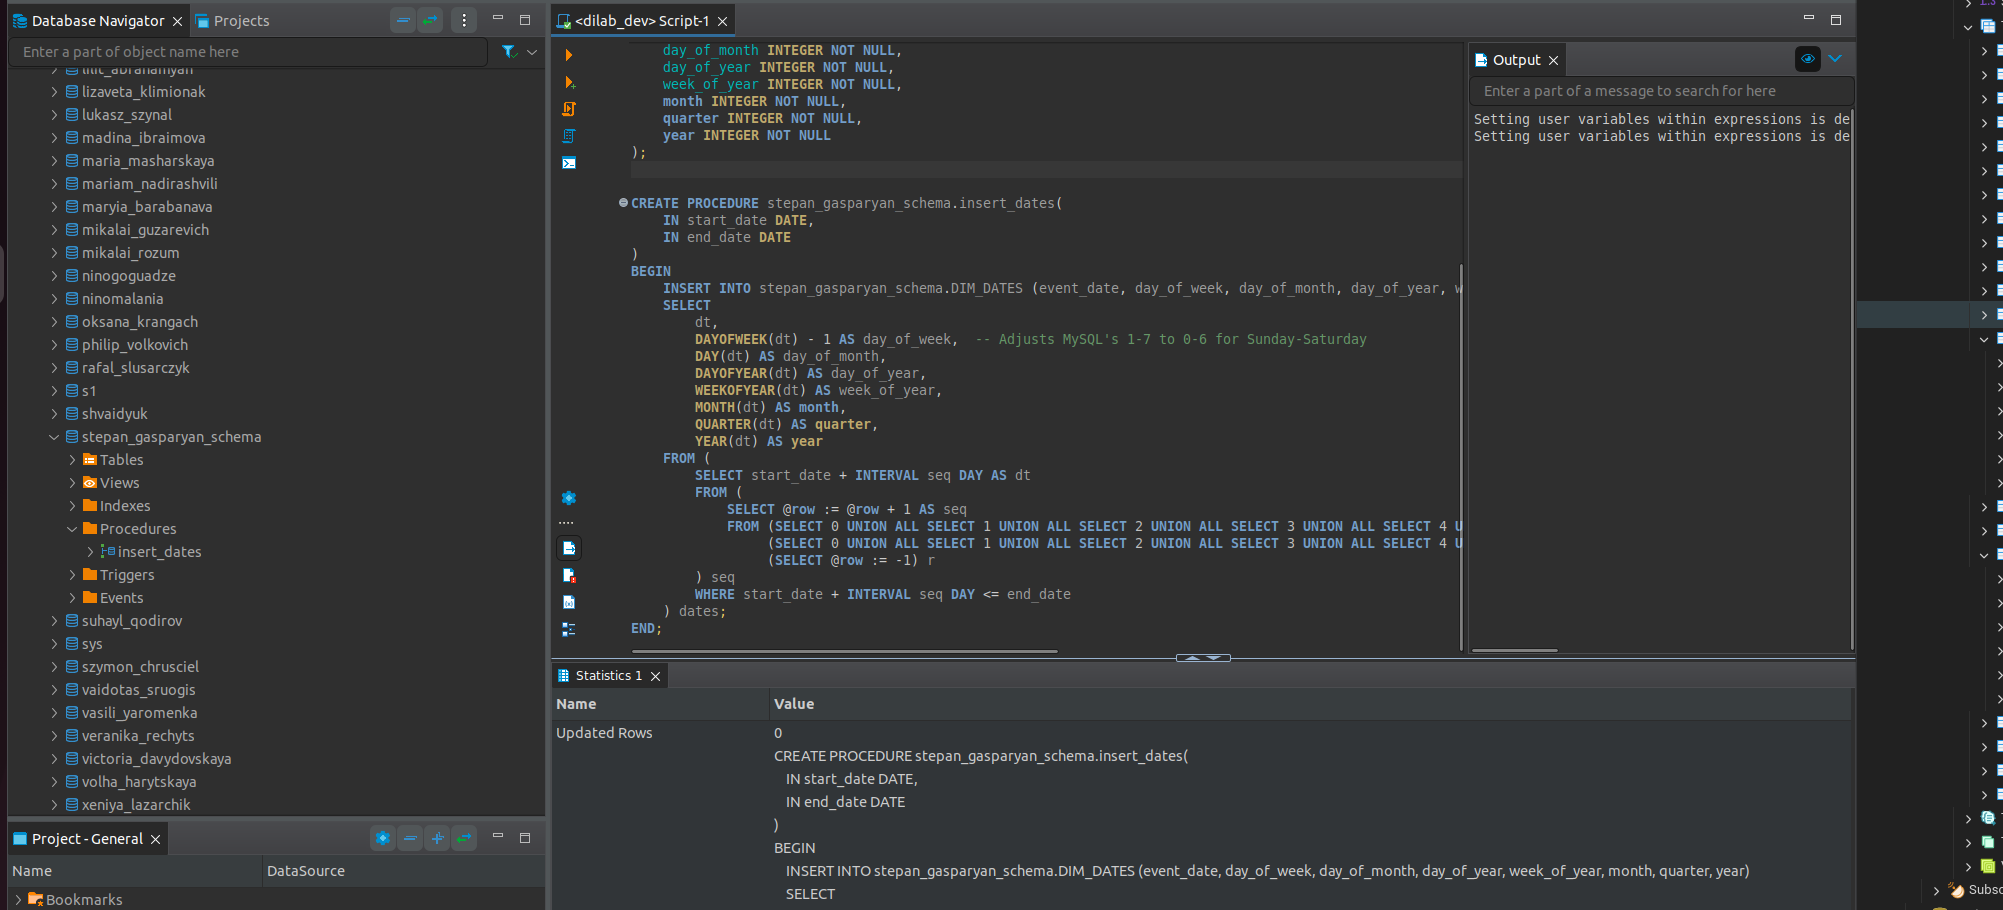 Database Navigator
Projects
Enter a part of object name here
lilit_abrahamyan
lizaveta_klimionak
lukasz_szynal
madina_ibraimova
maria_masharskaya
mariam_nadirashvili
maryia_barabanava
mikalai_guzarevich
mikalai_rozum
ninogoguadze
ninomalania
oksana_krangach
philip_volkovich
rafal_slusarczyk
s1
shvaidyuk
stepan_gasparyan_schema
Tables
Views
Indexes
Procedures
insert_dates
Triggers
Events
suhayl_qodirov
sys
szymon_chrusciel
vaidotas_sruogis
vasili_yaromenka
veranika_rechyts
victoria_davydovskaya
volha_harytskaya
xeniya_lazarchik
Project - General
Name DataSource
Bookmarks
<dilab_dev> Script-1
day_of_month INTEGER NOT NULL,
day_of_year INTEGER NOT NULL,
week_of_year INTEGER NOT NULL,
month INTEGER NOT NULL,
quarter INTEGER NOT NULL,
year INTEGER NOT NULL
);
CREATE PROCEDURE stepan_gasparyan_schema.insert_dates(
IN start_date DATE,
IN end_date DATE
)
BEGIN
INSERT INTO stepan_gasparyan_schema.DIM_DATES (event_date, day_of_week, day_of_month, day_of_year, w
SELECT
dt,
DAYOFWEEK(dt) - 1 AS day_of_week,  -- Adjusts MySQL's 1-7 to 0-6 for Sunday-Saturday
DAY(dt) AS day_of_month,
DAYOFYEAR(dt) AS day_of_year,
WEEKOFYEAR(dt) AS week_of_year,
MONTH(dt) AS month,
QUARTER(dt) AS quarter,
YEAR(dt) AS year
FROM (
SELECT start_date + INTERVAL seq DAY AS dt
FROM (
SELECT @row := @row + 1 AS seq
FROM (SELECT 0 UNION ALL SELECT 1 UNION ALL SELECT 2 UNION ALL SELECT 3 UNION ALL SELECT 4 U
(SELECT 0 UNION ALL SELECT 1 UNION ALL SELECT 2 UNION ALL SELECT 3 UNION ALL SELECT 4 U
(SELECT @row := -1) r
) seq
WHERE start_date + INTERVAL seq DAY <= end_date
) dates;
END;
Output
Enter a part of a message to search for here
Setting user variables within expressions is de
Setting user variables within expressions is de
Statistics 1
Name Value
Updated Rows 0
CREATE PROCEDURE stepan_gasparyan_schema.insert_dates(
IN start_date DATE,
IN end_date DATE
)
BEGIN
INSERT INTO stepan_gasparyan_schema.DIM_DATES (event_date, day_of_week, day_of_month, day_of_year, week_of_year, month, quarter, year)
SELECT
Subsc